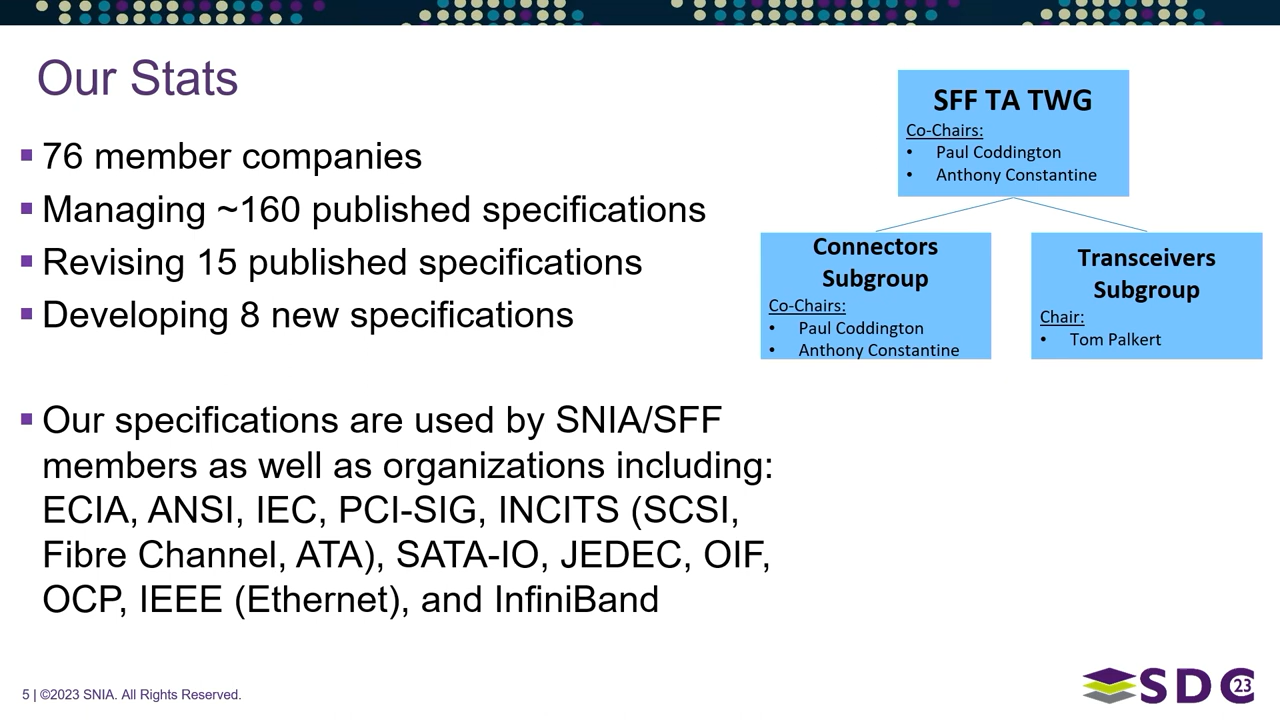 Our Stats
▪ 76 member companies
▪ Managing ~160 published specifications
▪ Revising 15 published specifications
▪ Developing 8 new specifications
▪ Our specifications are used by SNIA/SFF
members as well as organizations including:
ECIA, ANSI, IEC, PCI-SIG, INCITS (SCSI,
Fibre Channel, ATA), SATA-IO, JEDEC, OIF,
OCP, IEEE (Ethernet), and InfiniBand
SFF TA TWG
Co-Chairs:
• Paul Coddington
• Anthony Constantine
Connectors
Subgroup
Co-Chairs:
• Paul Coddington
• Anthony Constantine
Transceivers
Subgroup
Chair:
• Tom Palkert
5 | ©2023 SNIA. All Rights Reserved.
SDC 23